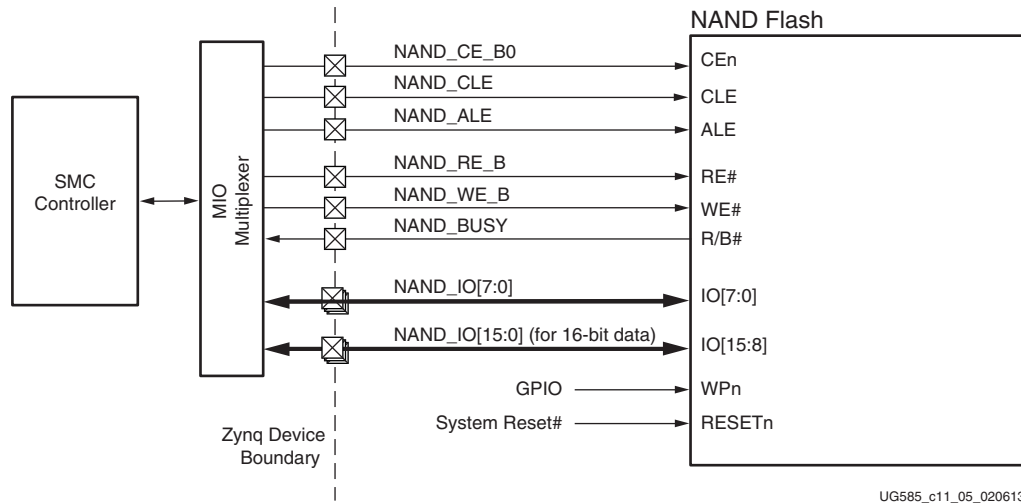 NAND Flash
NAND_CE_B0
CEn
NAND_CLE
CLE
NAND_ALE
ALE
NAND_RE_B
RE#
NAND_WE_B
WE#
NAND_BUSY
R/B#
SMC
Controller
MIO
Multiplexer
NAND_IO[7:0]
IO[7:0]
NAND_IO[15:0] (for 16-bit data)
IO[15:8]
GPIO
WPn
System Reset#
RESETn
Zynq Device
Boundary
UG585_c11_05_020613